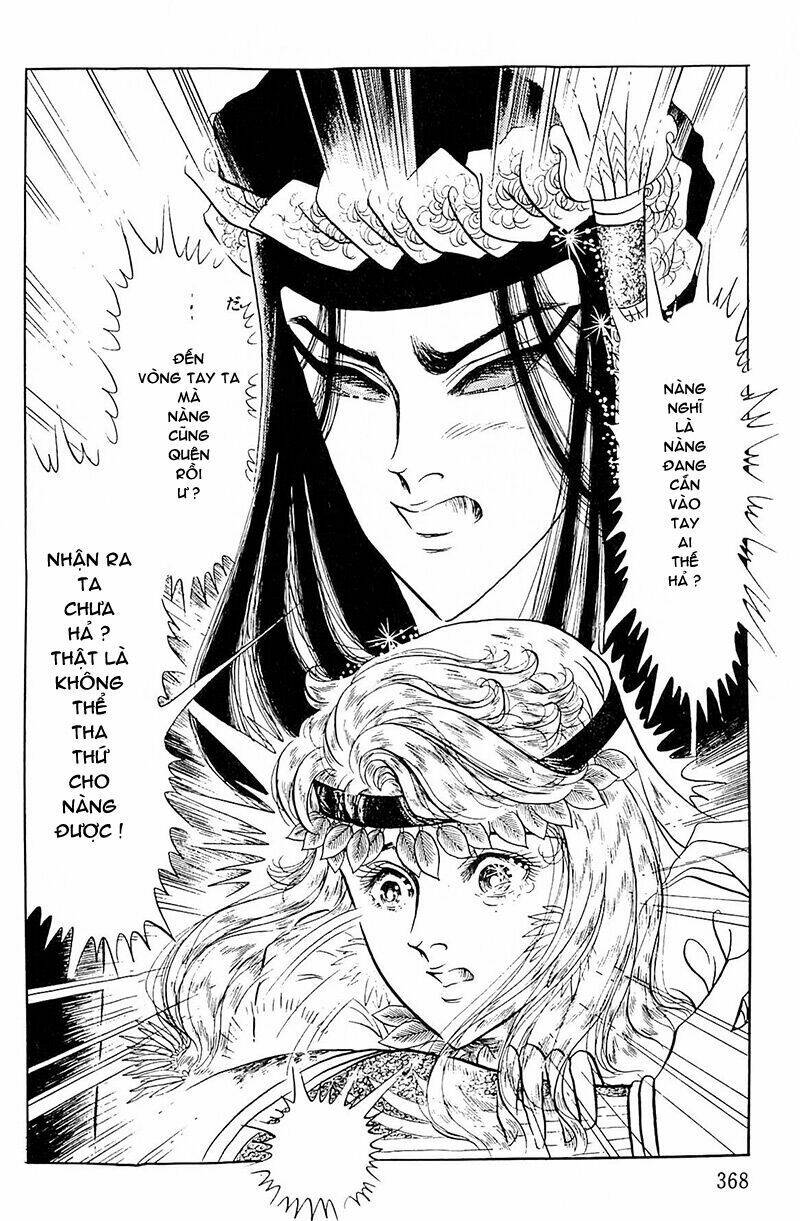 NÀNG
NGHĨ
LÀ
NÀNG
ĐANG
CẮN
VÀO
TAY
AI
THẾ
HẢ ?
ĐẾN
VÒNG TAY TA
MÀ
NÀNG
CŨNG
QUÊN
RỒI
Ư ?
NHẬN RA
TA
CHƯA
HẢ ?
THẬT LÀ
KHÔNG
THỂ
THA
THỨ
CHO
NÀNG
ĐƯỢC !
368